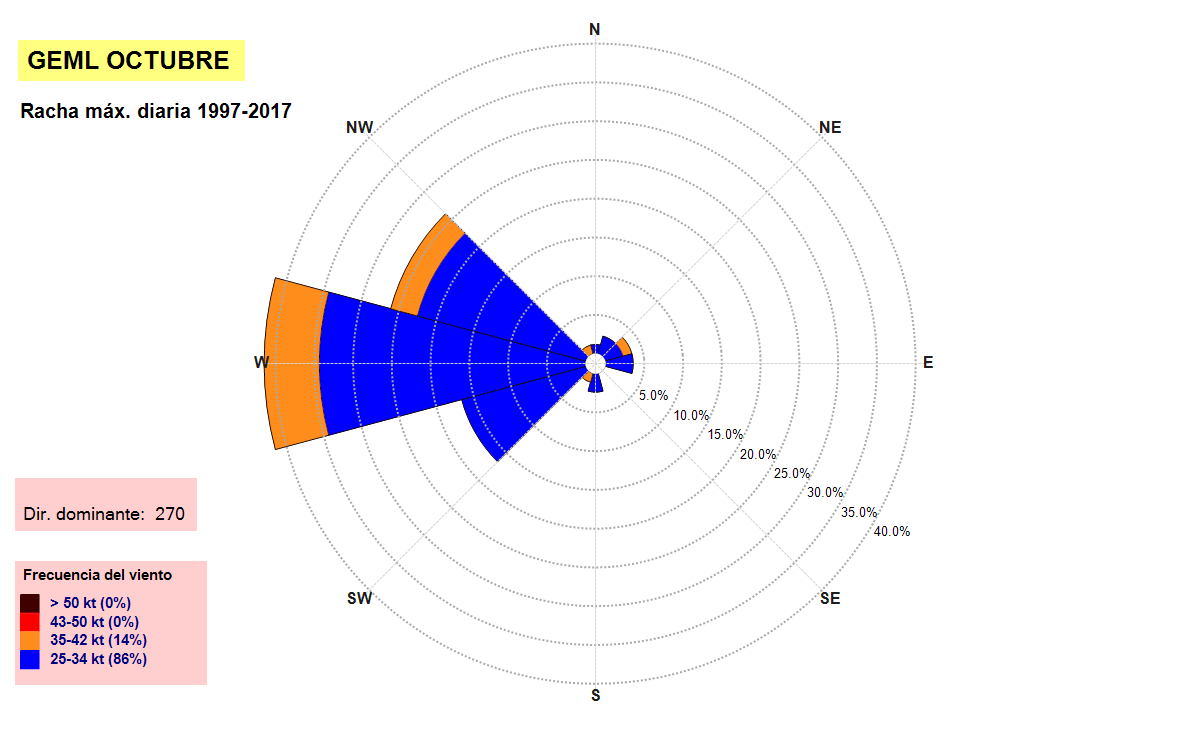 GEML OCTUBRE
Racha máx. diaria 1997-2017
N
NW
NE
W
E
5.0%
10.0%
15.0%
20.0%
25.0%
30.0%
35.0%
40.0%
SW
SE
S
Dir. dominante: 270
Frecuencia del viento
> 50 kt (0%)
43-50 kt (0%)
35-42 kt (14%)
25-34 kt (86%)